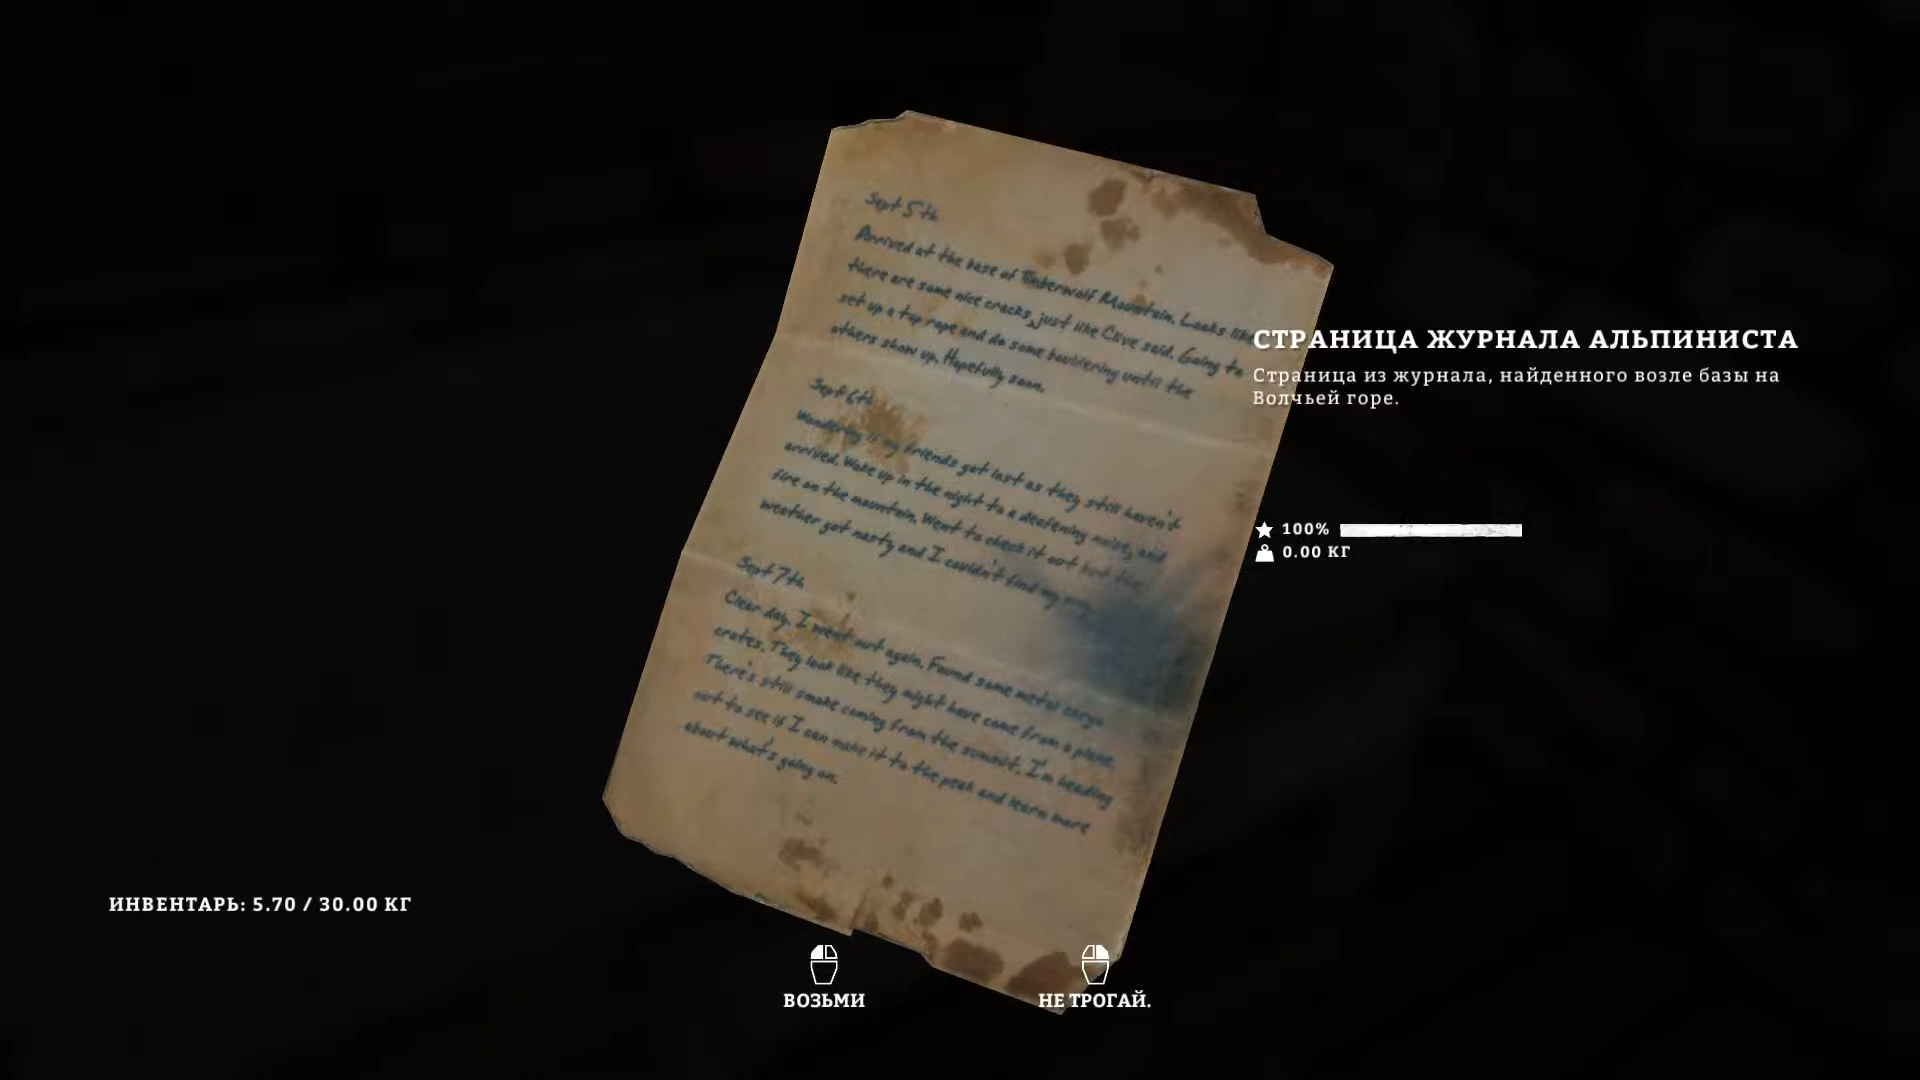 Sept 5th
Arrived at the base of Timberwolf Mountain. Looks like
there are some nice cracks, just like Clive said. Going to
set up a top rope and do some bouldering until the
others show up. Hopefully soon.
Sept 6th
Wondering if my friends got lost as they still haven't
arrived. Woke up in the night to a deafening noise, and
fire on the mountain. Went to check it out but the
weather got nasty and I couldn't find my way.
Sept 7th
Clear day. I went out again. Found some metal cargo
crates. They look like they might have come from a plane.
There's still smoke coming from the summit. I'm heading
out to see if I can make it to the peak and learn more
about what's going on.
СТРАНИЦА ЖУРНАЛА АЛЬПИНИСТА
Страница из журнала, найденного возле базы на
Волчьей горе.
100%
0.00 КГ
ИНВЕНТАРЬ: 5.70 / 30.00 КГ
ВОЗЬМИ
НЕ ТРОГАЙ.